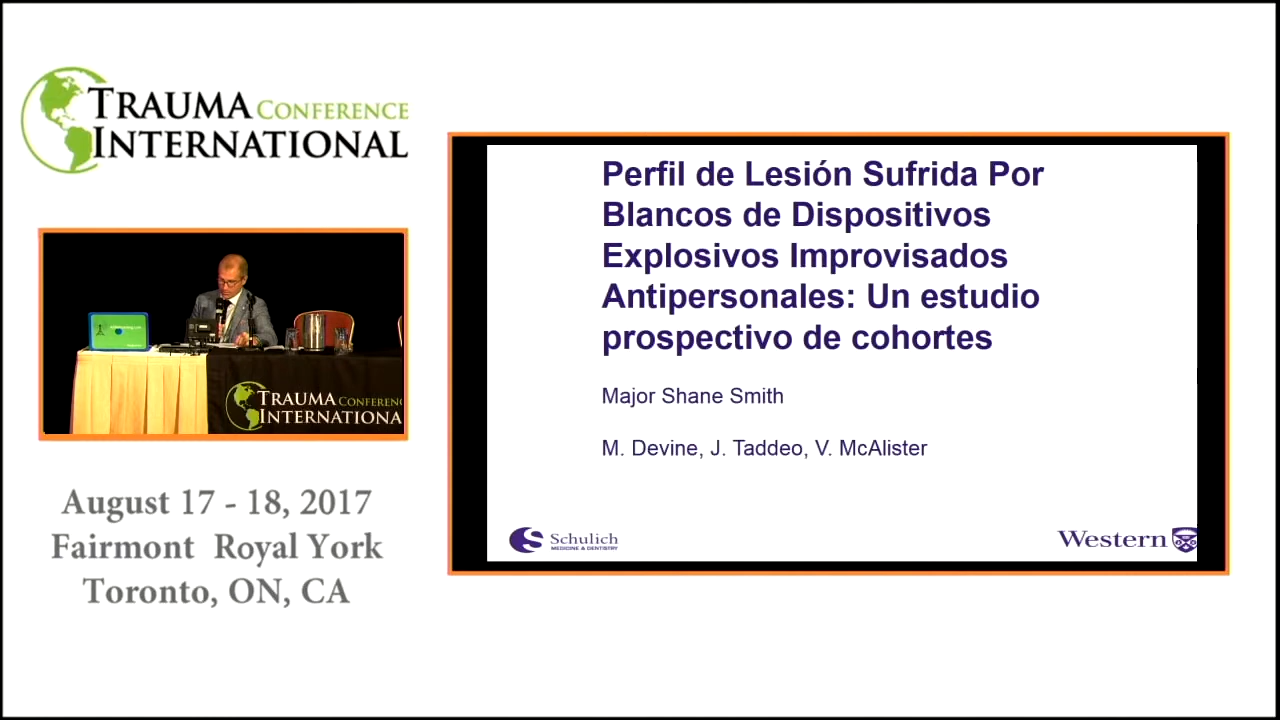 TRAUMA CONFERENCE
INTERNATIONAL
Perfil de Lesión Sufrida Por
Blancos de Dispositivos
Explosivos Improvisados
Antipersonales: Un estudio
prospectivo de cohortes
Major Shane Smith
M. Devine, J. Taddeo, V. McAlister
Schulich
MEDICINE & DENTISTRY
Western
TRAUMA CONFEREN
INTERNATIONA
August 17 - 18, 2017
Fairmont Royal York
Toronto, ON, CA